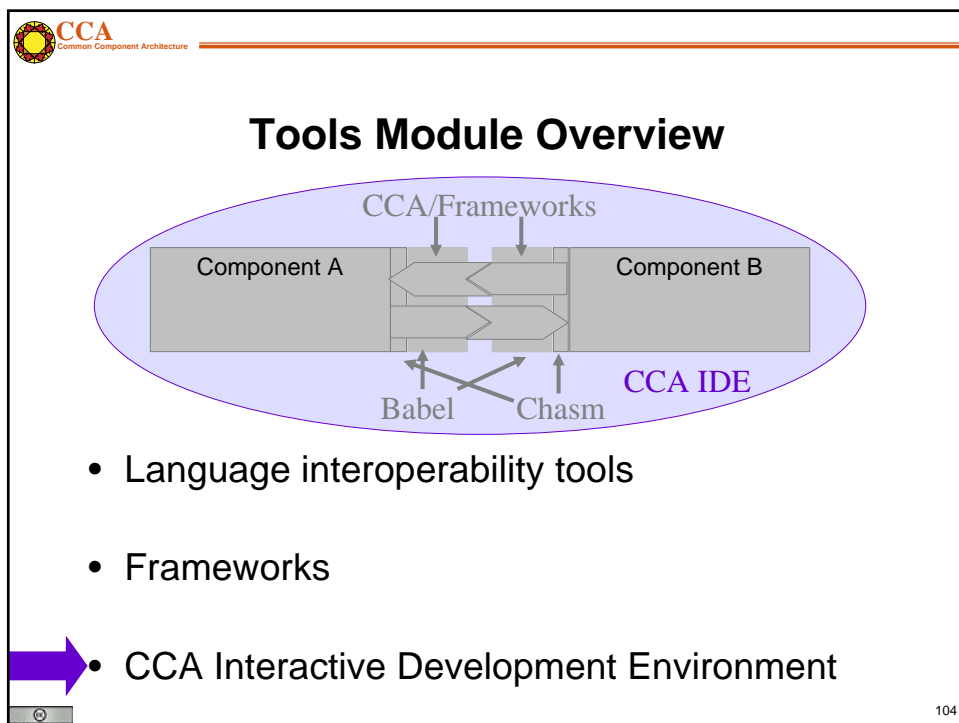 CCA
Common Component Architecture
Tools Module Overview
CCA/Frameworks
Component A
Component B
CCA IDE
Babel
Chasm
• Language interoperability tools
• Frameworks
• CCA Interactive Development Environment
cc
104